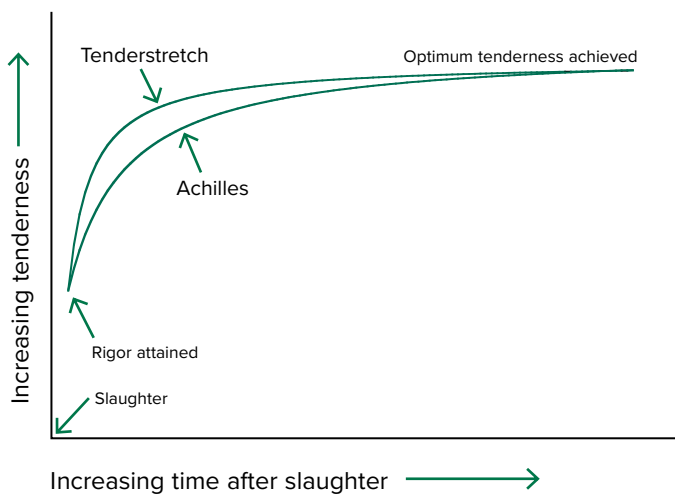 Tenderstretch
Optimum tenderness achieved
Achilles
Increasing tenderness
Rigor attained
Slaughter
Increasing time after slaughter